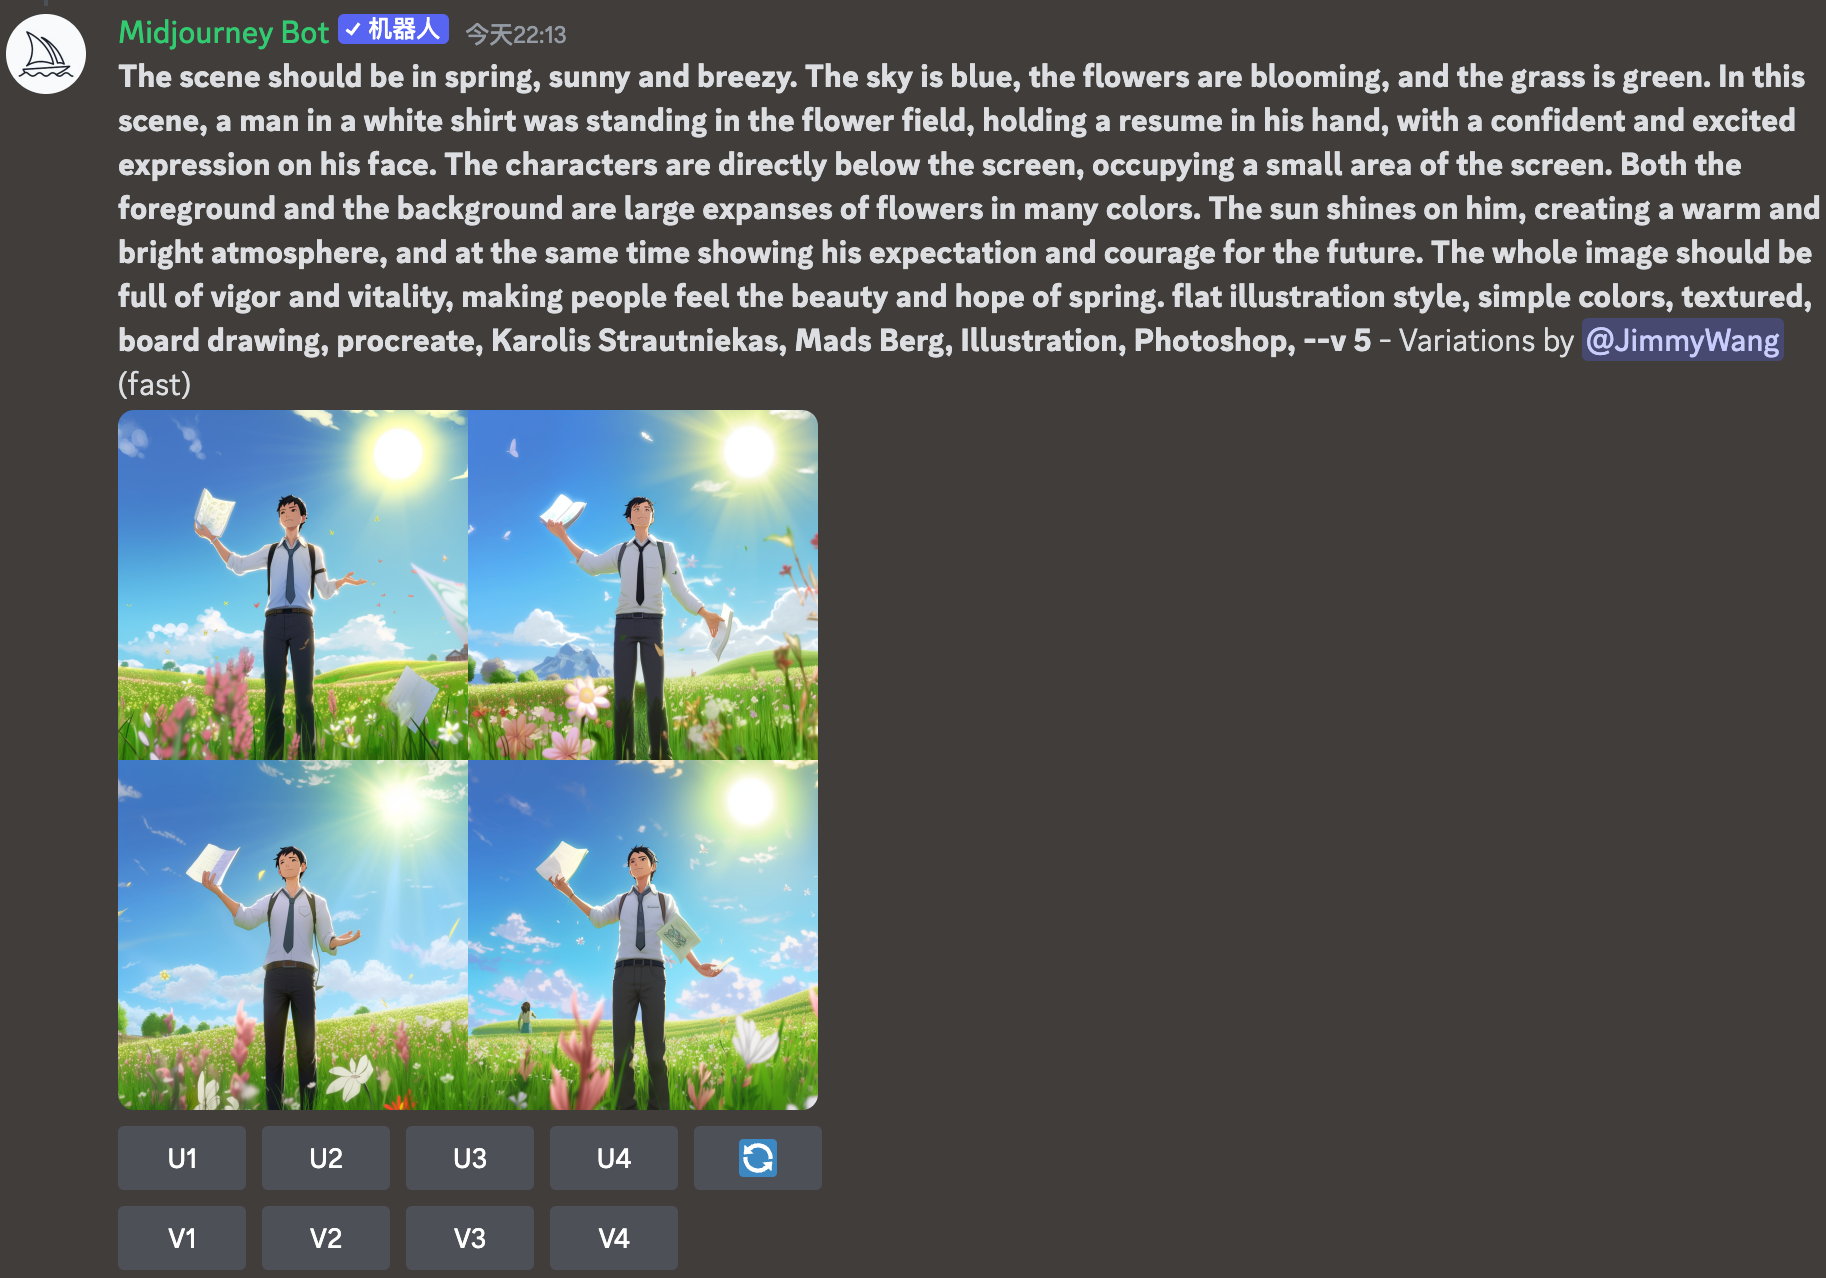 Midjourney Bot ✓ 机器人 今天22:13
The scene should be in spring, sunny and breezy. The sky is blue, the flowers are blooming, and the grass is green. In this
scene, a man in a white shirt was standing in the flower field, holding a resume in his hand, with a confident and excited
expression on his face. The characters are directly below the screen, occupying a small area of the screen. Both the
foreground and the background are large expanses of flowers in many colors. The sun shines on him, creating a warm and
bright atmosphere, and at the same time showing his expectation and courage for the future. The whole image should be
full of vigor and vitality, making people feel the beauty and hope of spring. flat illustration style, simple colors, textured,
board drawing, procreate, Karolis Strautniekas, Mads Berg, Illustration, Photoshop, --v 5 - Variations by @JimmyWang
(fast)
U1 U2 U3 U4
V1 V2 V3 V4